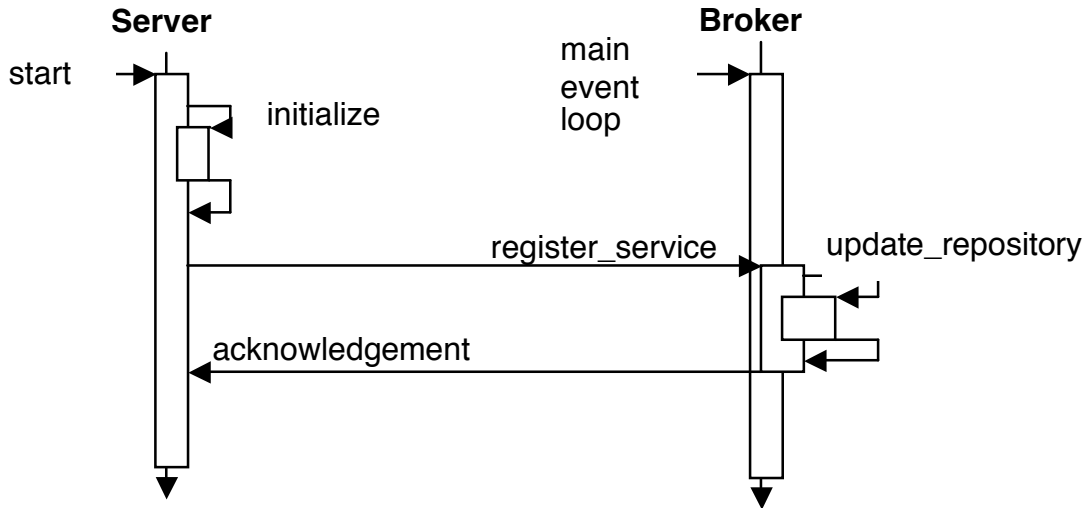 Server
Broker
start
main
event
loop
initialize
register_service
update_repository
acknowledgement